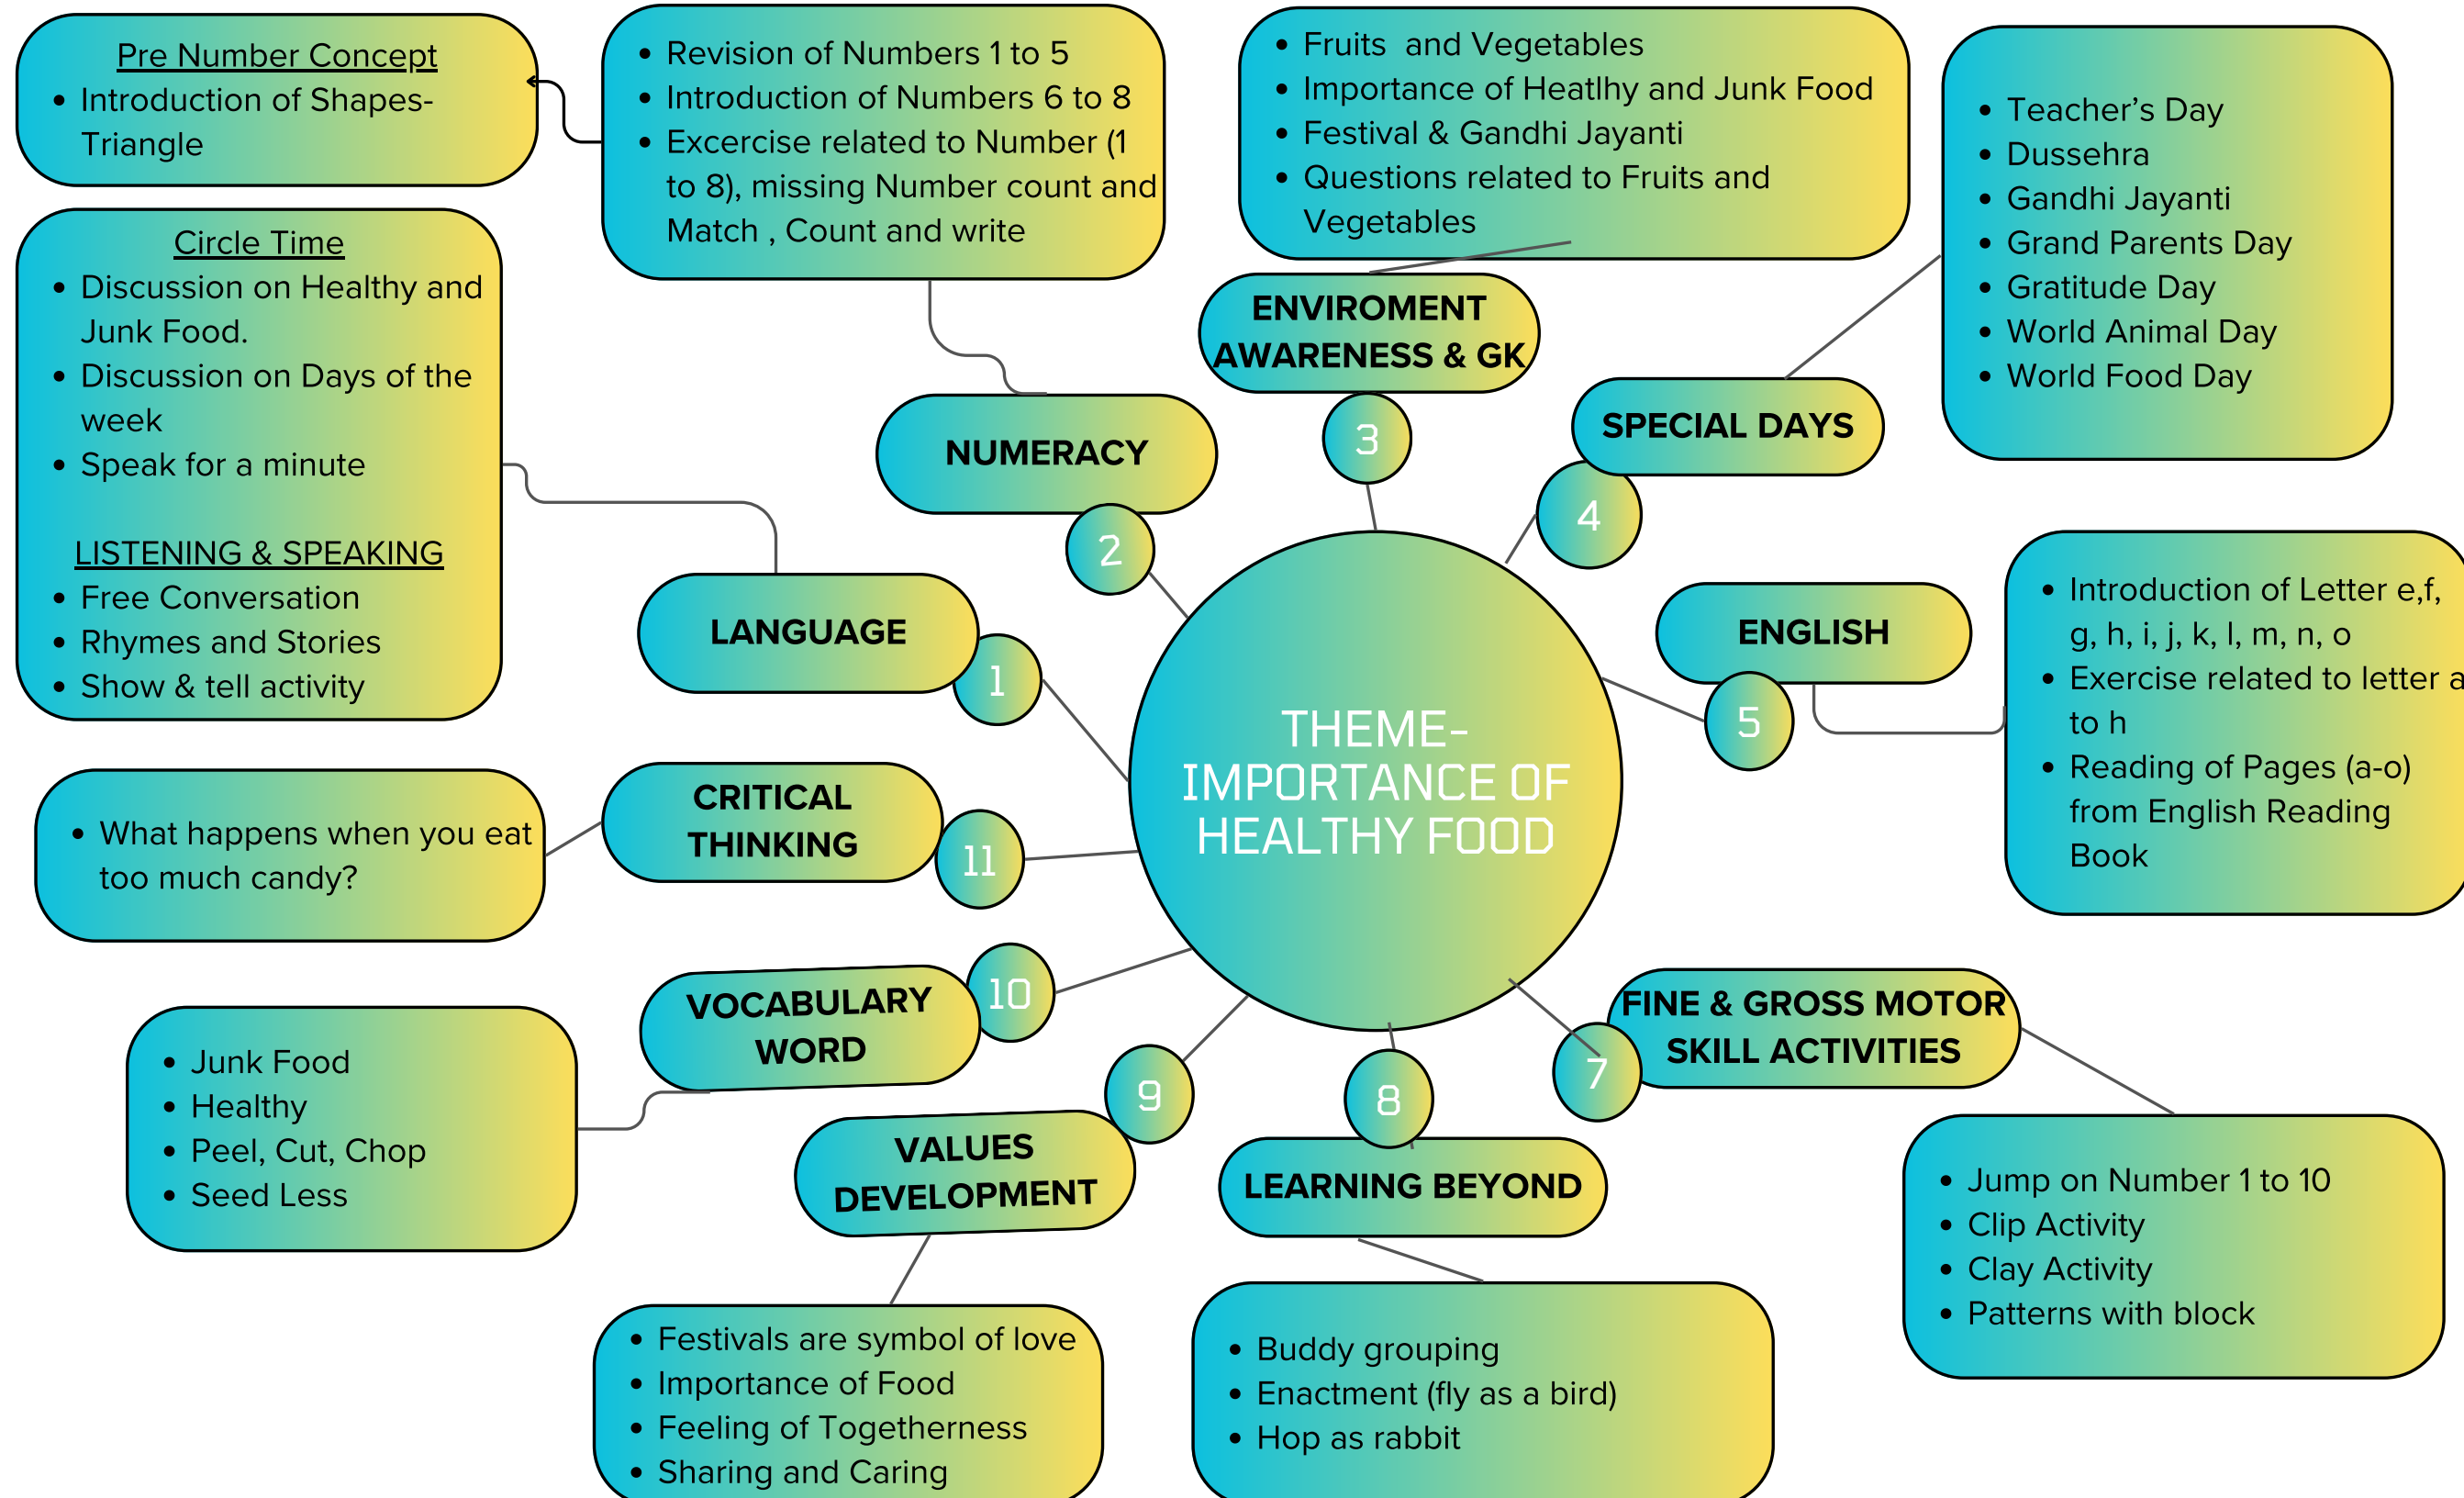 Pre Number Concept
• Introduction of Shapes-
Triangle
• Revision of Numbers 1 to 5
• Introduction of Numbers 6 to 8
• Excercise related to Number (1
to 8), missing Number count and
Match , Count and write
• Fruits and Vegetables
• Importance of Heatlhy and Junk Food
• Festival & Gandhi Jayanti
• Questions related to Fruits and
Vegetables
• Teacher's Day
• Dussehra
• Gandhi Jayanti
• Grand Parents Day
• Gratitude Day
• World Animal Day
• World Food Day
Circle Time
• Discussion on Healthy and
Junk Food.
• Discussion on Days of the
week
• Speak for a minute
LISTENING & SPEAKING
• Free Conversation
• Rhymes and Stories
• Show & tell activity
ENVIROMENT
AWARENESS & GK
3
NUMERACY
2
SPECIAL DAYS
4
LANGUAGE
1
ENGLISH
5
• Introduction of Letter e,f,
g, h, i, j, k, l, m, n, o
• Exercise related to letter a
to h
• Reading of Pages (a-o)
from English Reading
Book
THEME-
IMPORTANCE OF
HEALTHY FOOD
CRITICAL
THINKING
11
• What happens when you eat
too much candy?
VOCABULARY
WORD
10
• Junk Food
• Healthy
• Peel, Cut, Chop
• Seed Less
FINE & GROSS MOTOR
SKILL ACTIVITIES
7
• Jump on Number 1 to 10
• Clip Activity
• Clay Activity
• Patterns with block
VALUES
DEVELOPMENT
9
• Festivals are symbol of love
• Importance of Food
• Feeling of Togetherness
• Sharing and Caring
8
LEARNING BEYOND
• Buddy grouping
• Enactment (fly as a bird)
• Hop as rabbit